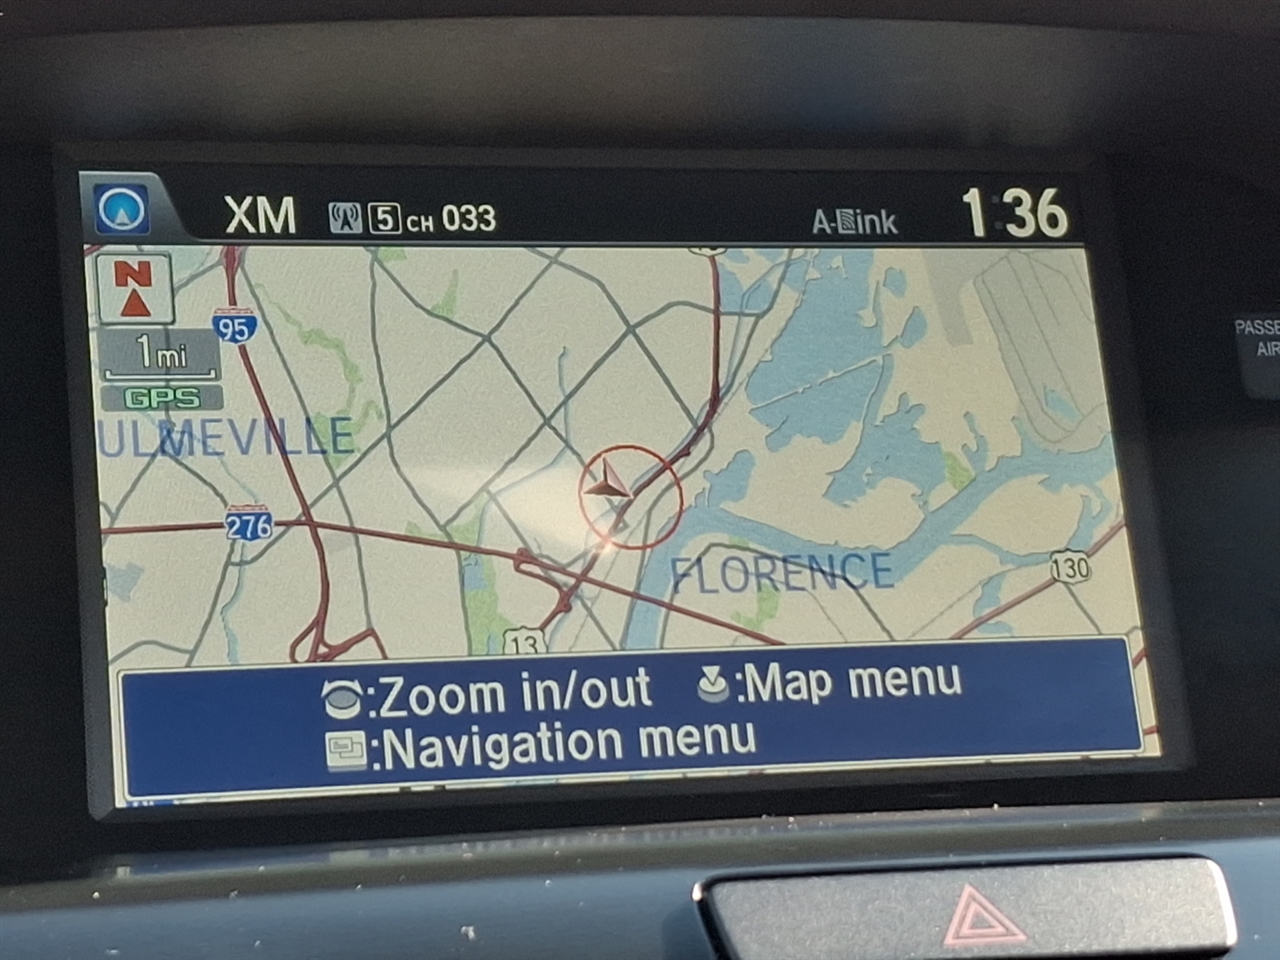 XM 5 CH 033 A-Link 1:36
N
95
1mi
GPS
ULMEVILLE
276
FLORENCE
130
13
:Zoom in/out :Map menu
:Navigation menu
PASSE
AIR